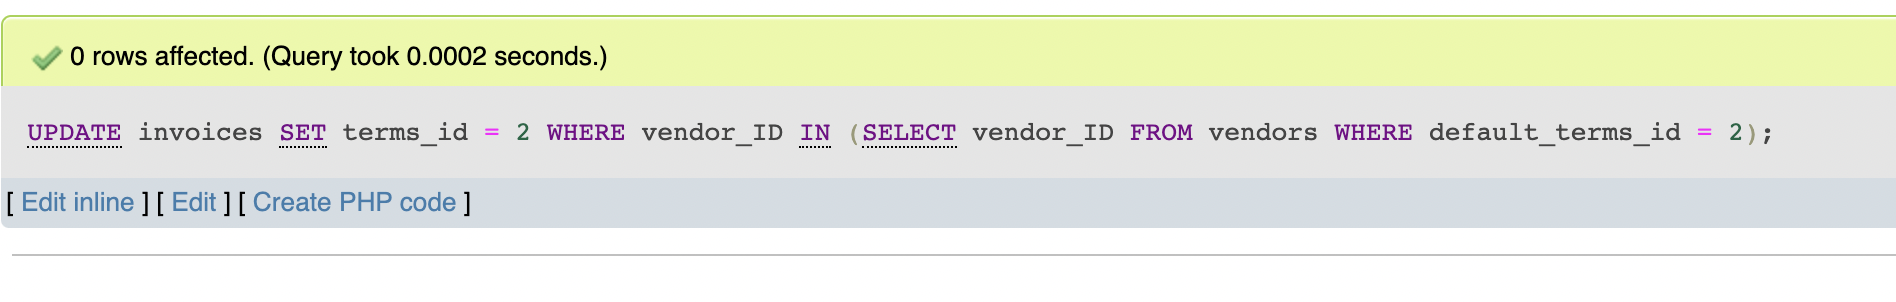 0 rows affected. (Query took 0.0002 seconds.)
UPDATE invoices SET terms_id = 2 WHERE vendor_ID IN (SELECT vendor_ID FROM vendors WHERE default_terms_id = 2);
[ Edit inline ] [ Edit ] [ Create PHP code ]